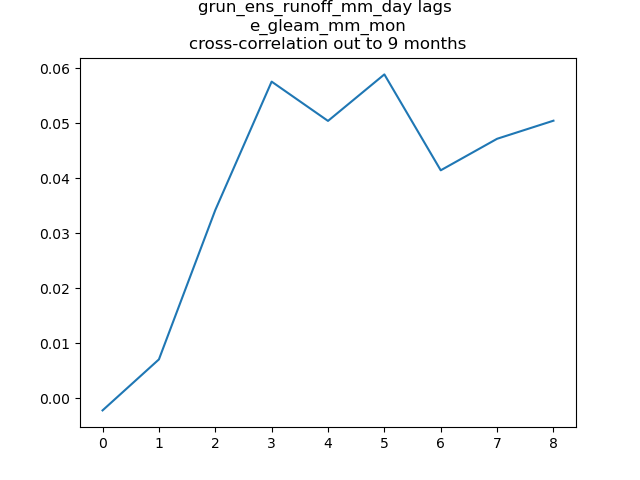 grun_ens_runoff_mm_day lags
e_gleam_mm_mon
cross-correlation out to 9 months
0.06
0.05
0.04
0.03
0.02
0.01
0.00
0 1 2 3 4 5 6 7 8